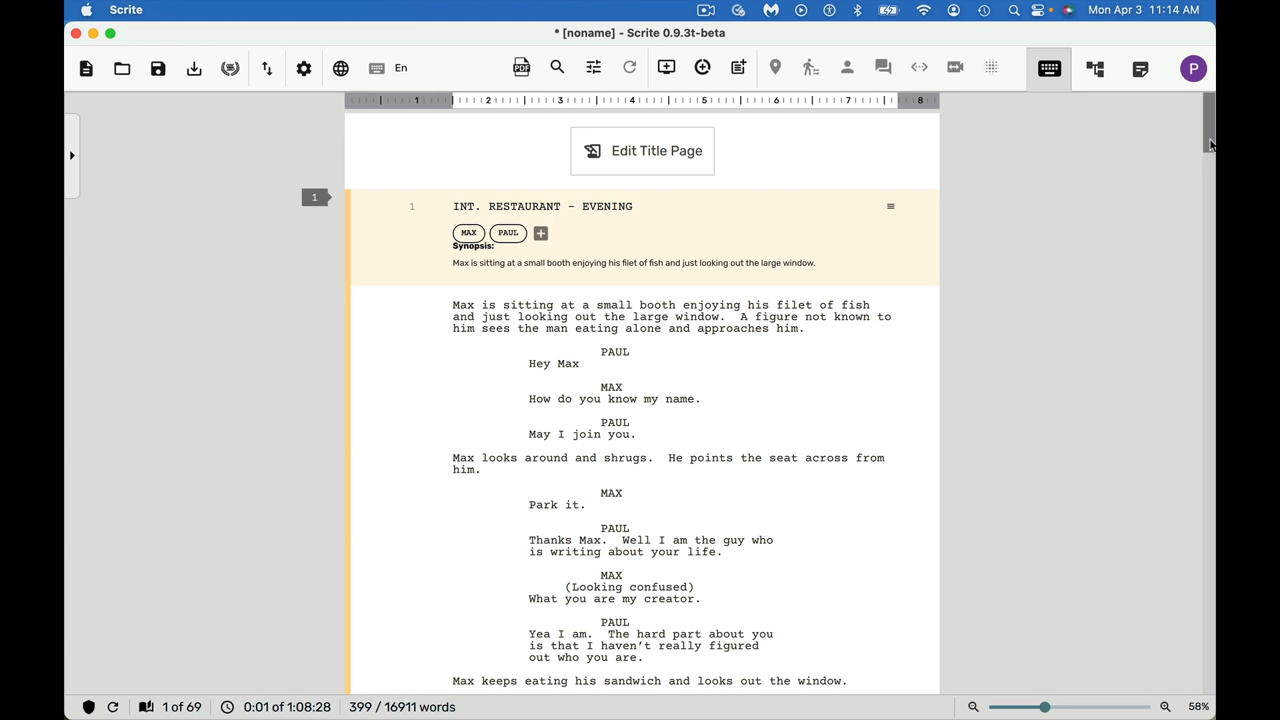 Scrite
Mon Apr 3 11:14 AM
* [noname] - Scrite 0.9.3t-beta
PDF
En
P
1 2 3 4 5 6 7 8
Edit Title Page
1
1 INT. RESTAURANT - EVENING
MAX PAUL
Synopsis:
Max is sitting at a small booth enjoying his filet of fish and just looking out the large window.
Max is sitting at a small booth enjoying his filet of fish
and just looking out the large window. A figure not known to
him sees the man eating alone and approaches him.
PAUL
Hey Max
MAX
How do you know my name.
PAUL
May I join you.
Max looks around and shrugs. He points the seat across from
him.
MAX
Park it.
PAUL
Thanks Max. Well I am the guy who
is writing about your life.
MAX
(Looking confused)
What you are my creator.
PAUL
Yea I am. The hard part about you
is that I haven't really figured
out who you are.
Max keeps eating his sandwich and looks out the window.
1 of 69 0:01 of 1:08:28 399 / 16911 words 58%